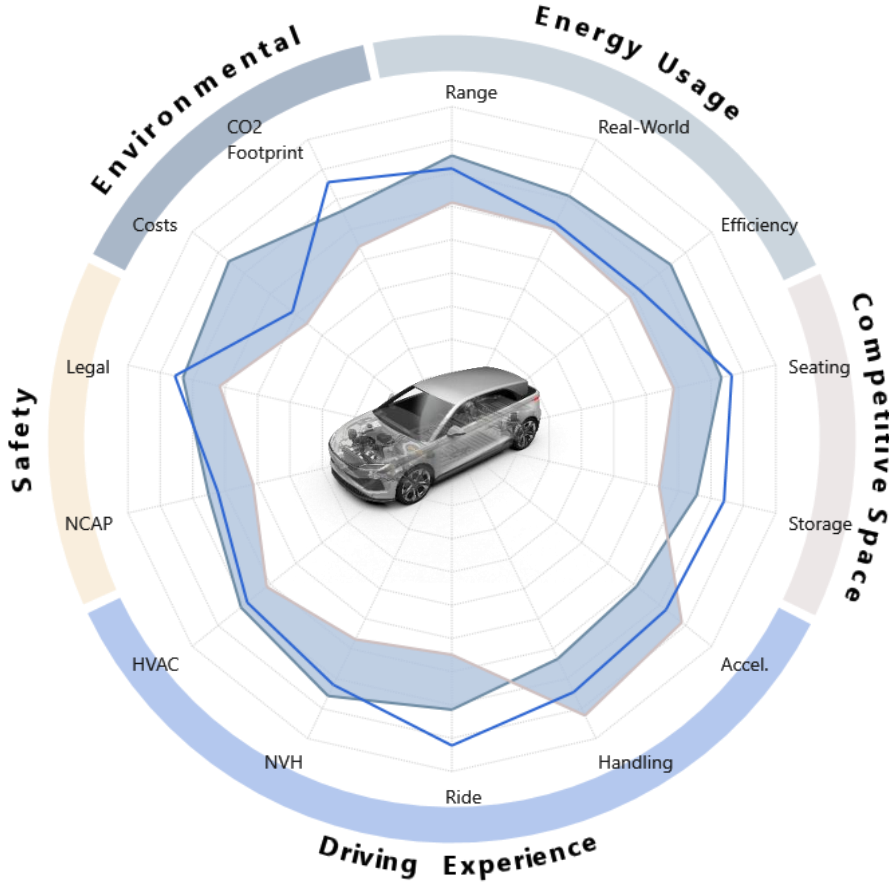 Energy Usage
Environmental
Range
CO2
Footprint
Real-World
Costs
Efficiency
Legal
Seating
Competitive Space
Safety
NCAP
Storage
HVAC
Accel.
NVH
Handling
Ride
Driving Experience